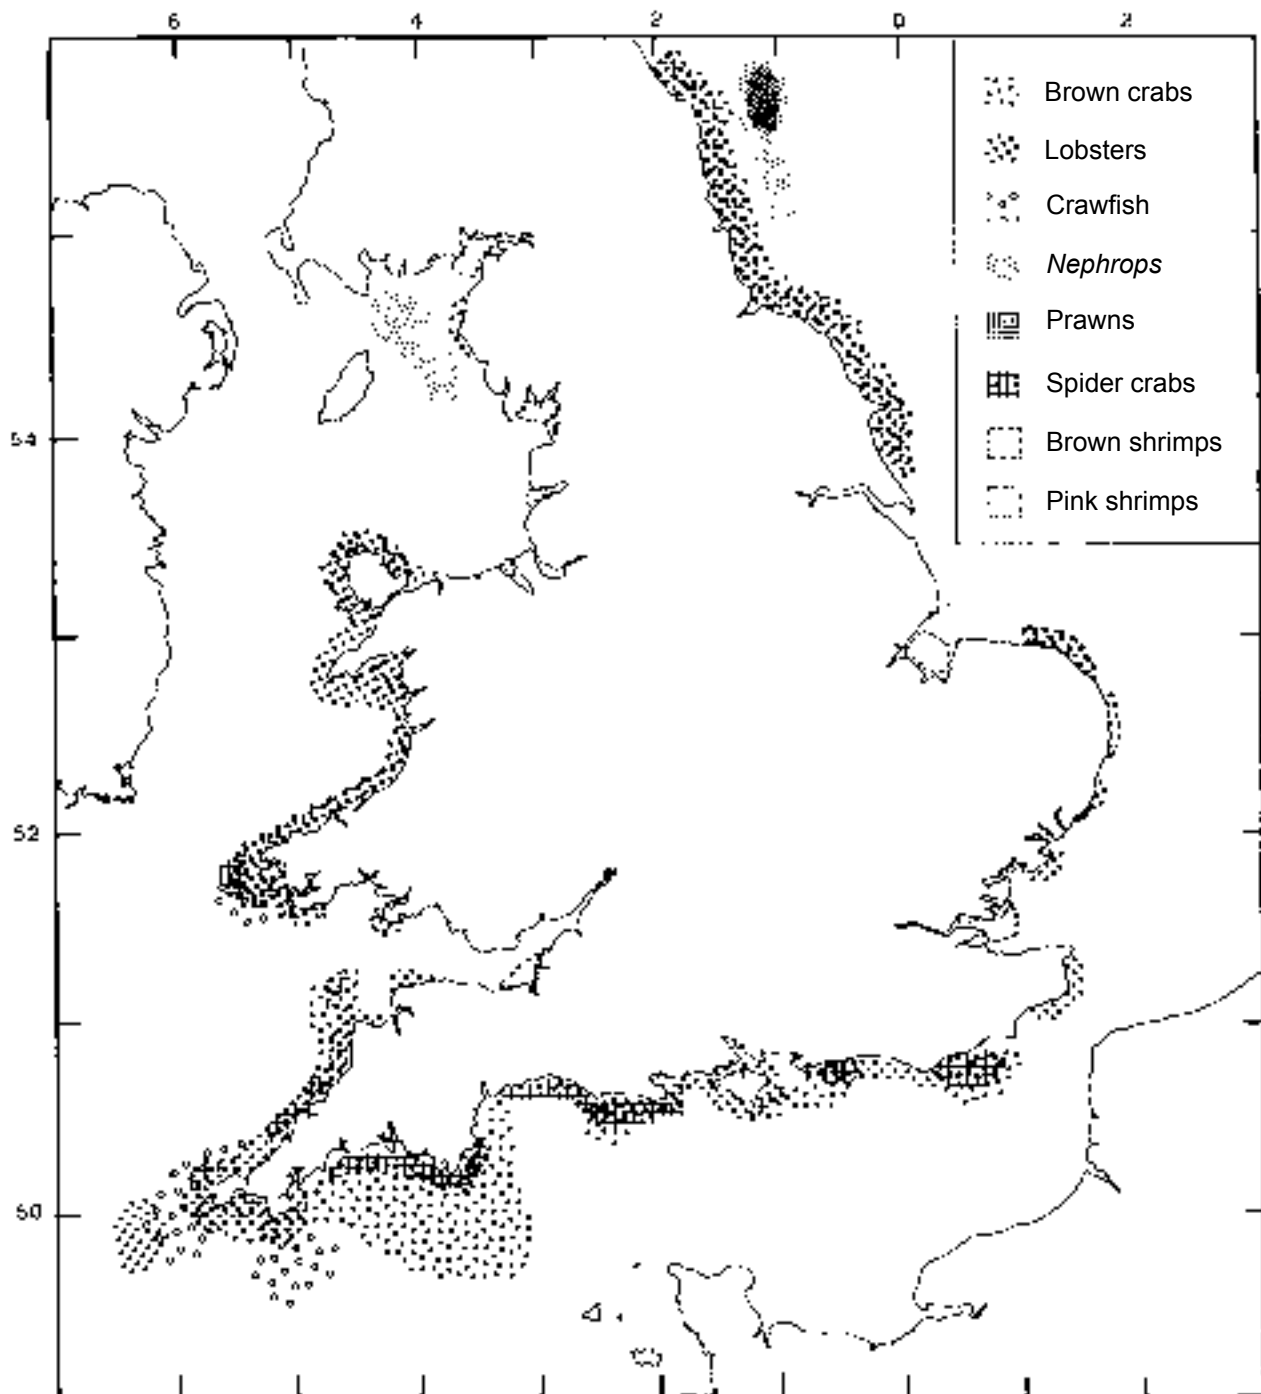 6 4 2 0 2
Brown crabs
Lobsters
Crawfish
Nephrops
Prawns
Spider crabs
Brown shrimps
Pink shrimps
54
52
50